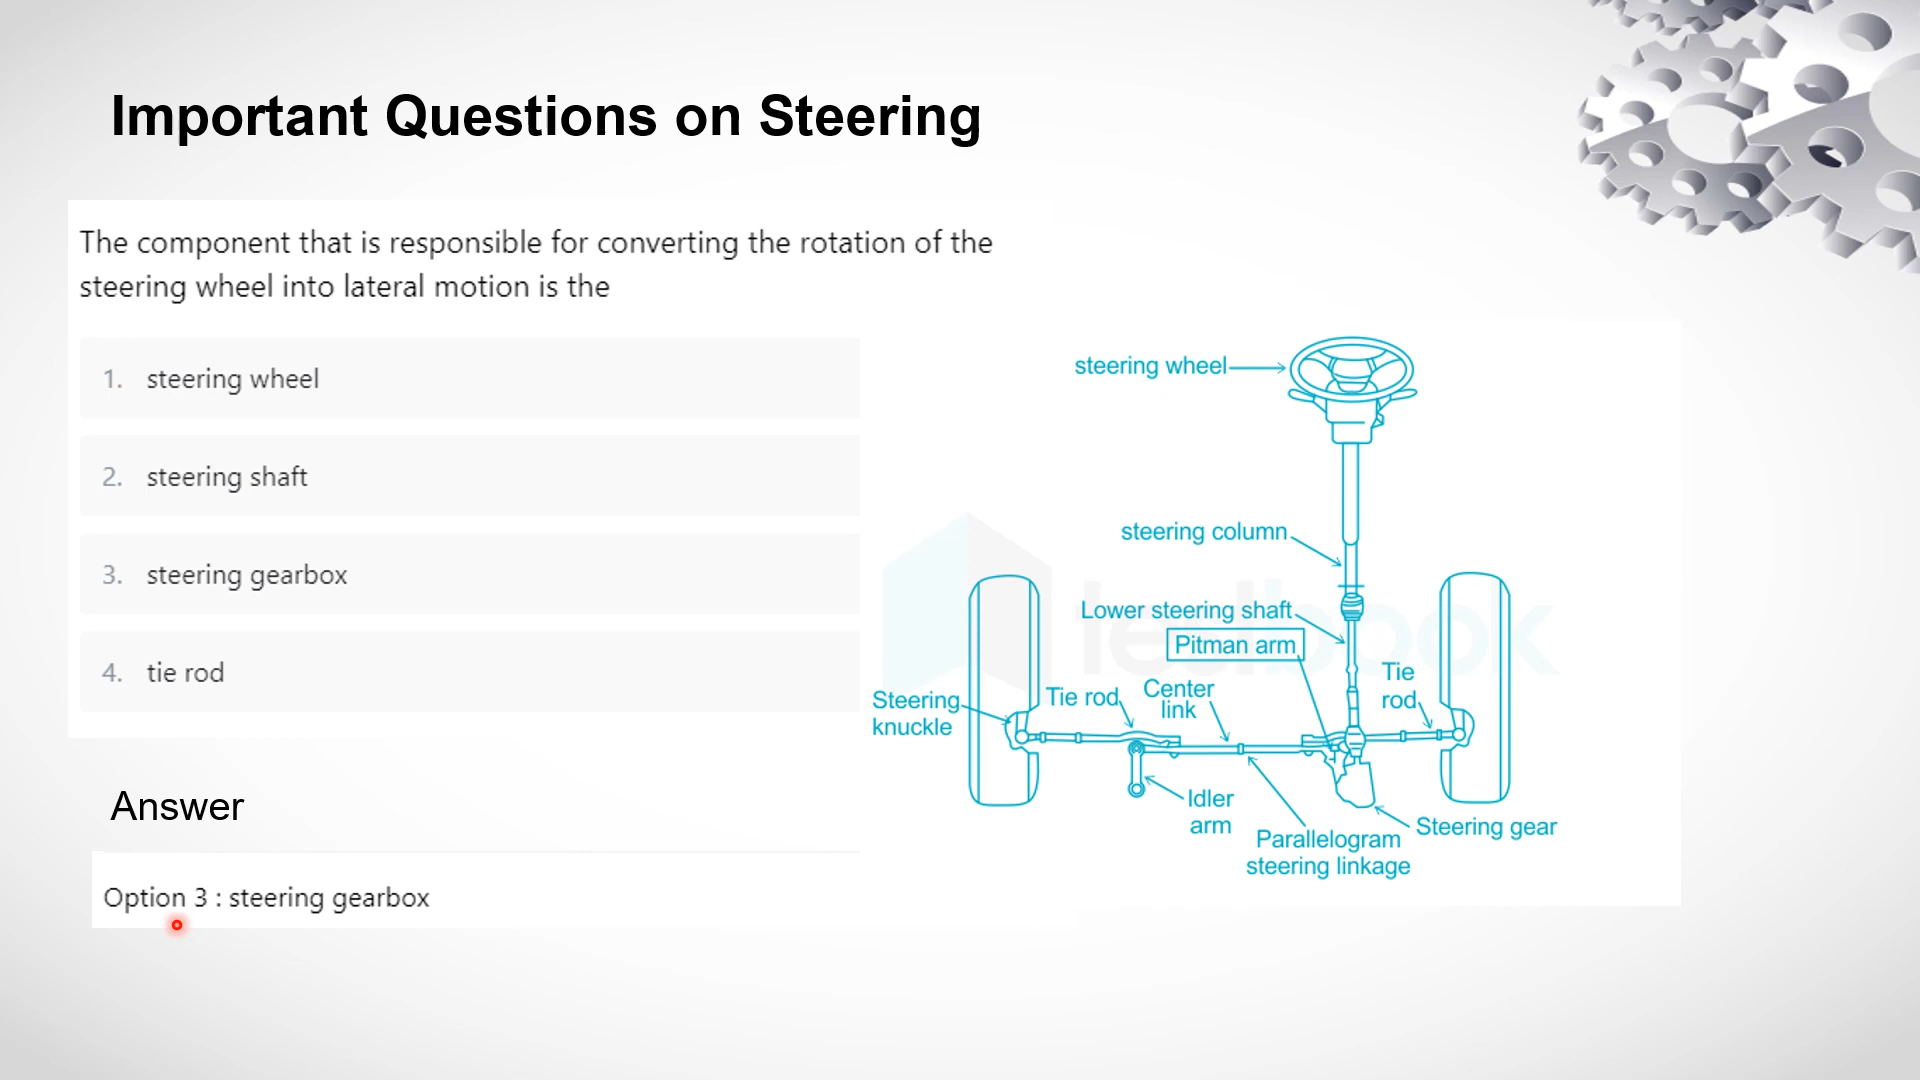 Important Questions on Steering
The component that is responsible for converting the rotation of the
steering wheel into lateral motion is the
1. steering wheel
2. steering shaft
3. steering gearbox
4. tie rod
Answer
Option 3 : steering gearbox
steering wheel
steering column
Lower steering shaft
Pitman arm
Tie
rod
Tie rod
Center
link
Steering
knuckle
Idler
arm
Parallelogram
steering linkage
Steering gear
testbook